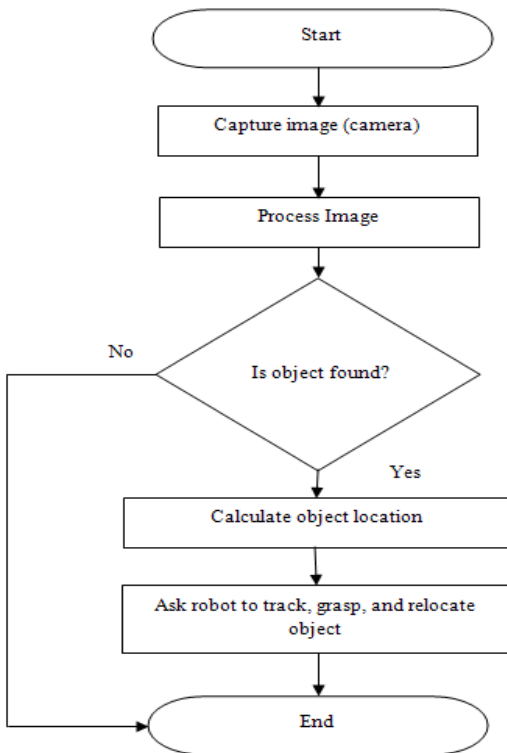 Start
Capture image (camera)
Process Image
No
Is object found?
Yes
Calculate object location
Ask robot to track, grasp, and relocate
object
End